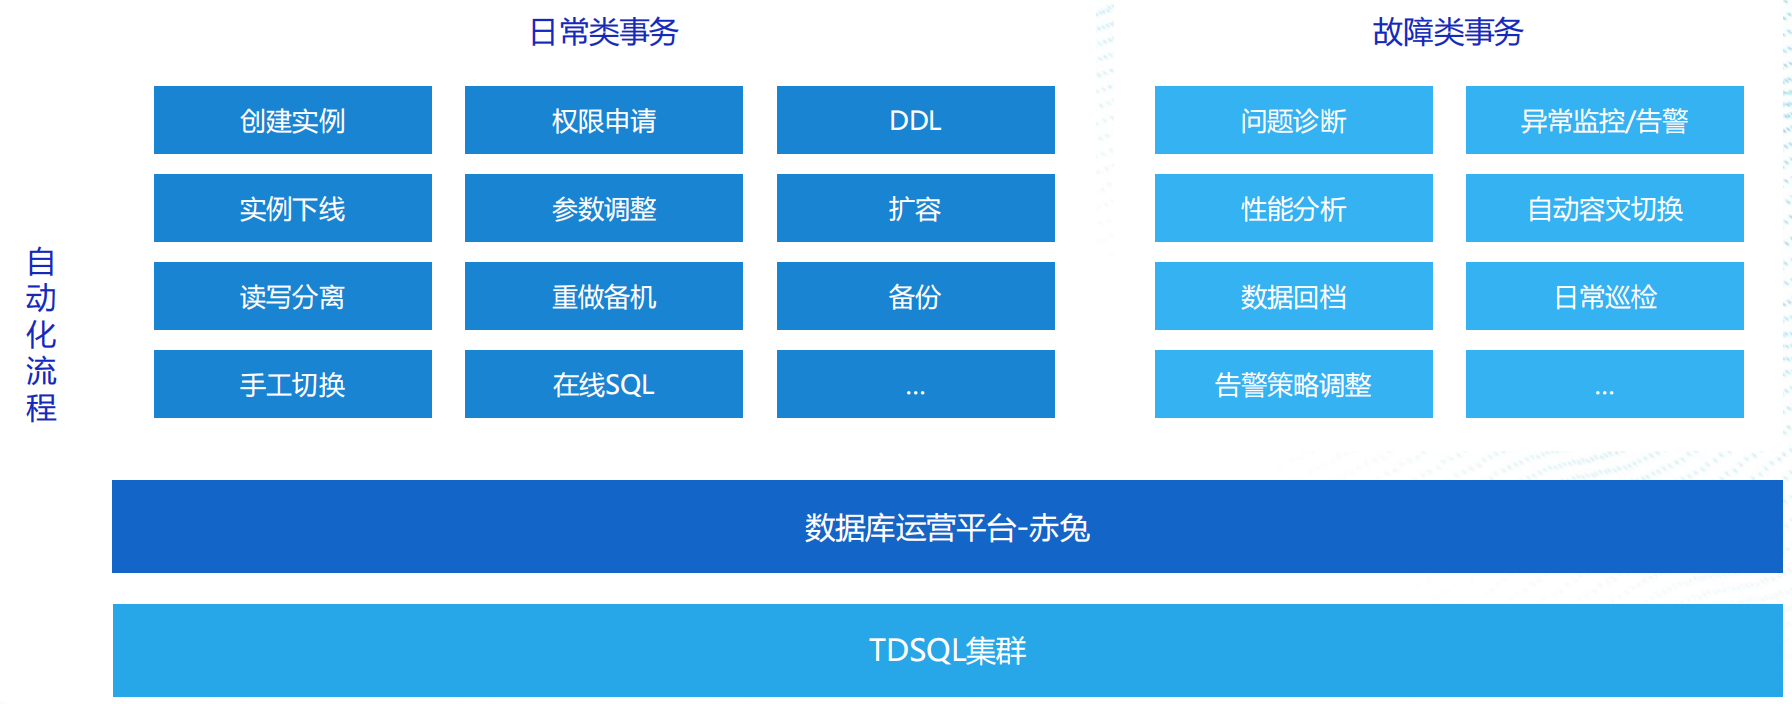 日常类事务
故障类事务
创建实例
权限申请
DDL
问题诊断
异常监控/告警
实例下线
参数调整
扩容
性能分析
自动容灾切换
自动化流程
读写分离
重做备机
备份
数据回档
日常巡检
手工切换
在线SQL
...
告警策略调整
...
数据库运营平台-赤兔
TDSQL集群